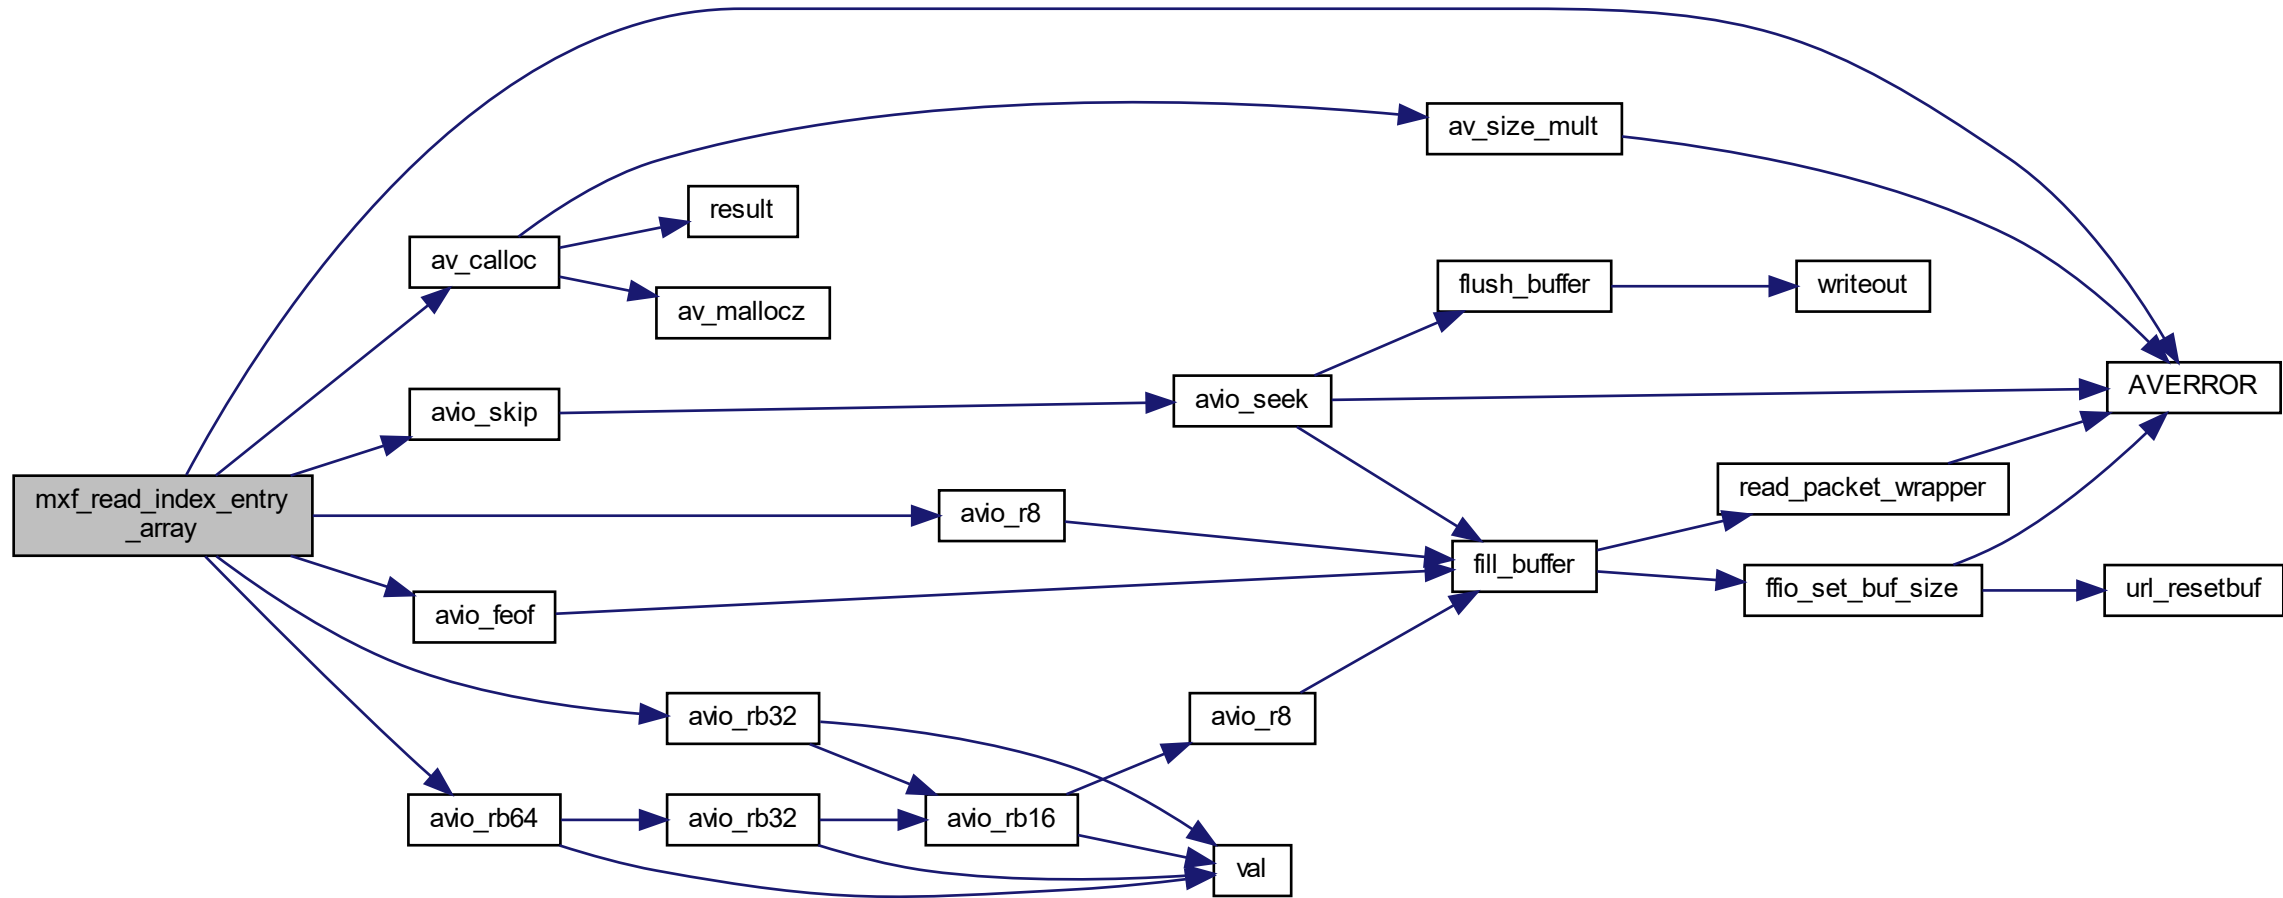 av_size_mult
result
av_calloc
flush_buffer
writeout
av_mallocz
AVERROR
avio_seek
avio_skip
read_packet_wrapper
mxf_read_index_entry
_array
avio_r8
fill_buffer
ffio_set_buf_size
url_resetbuf
avio_feof
avio_rb32
avio_r8
avio_rb64
avio_rb32
avio_rb16
val